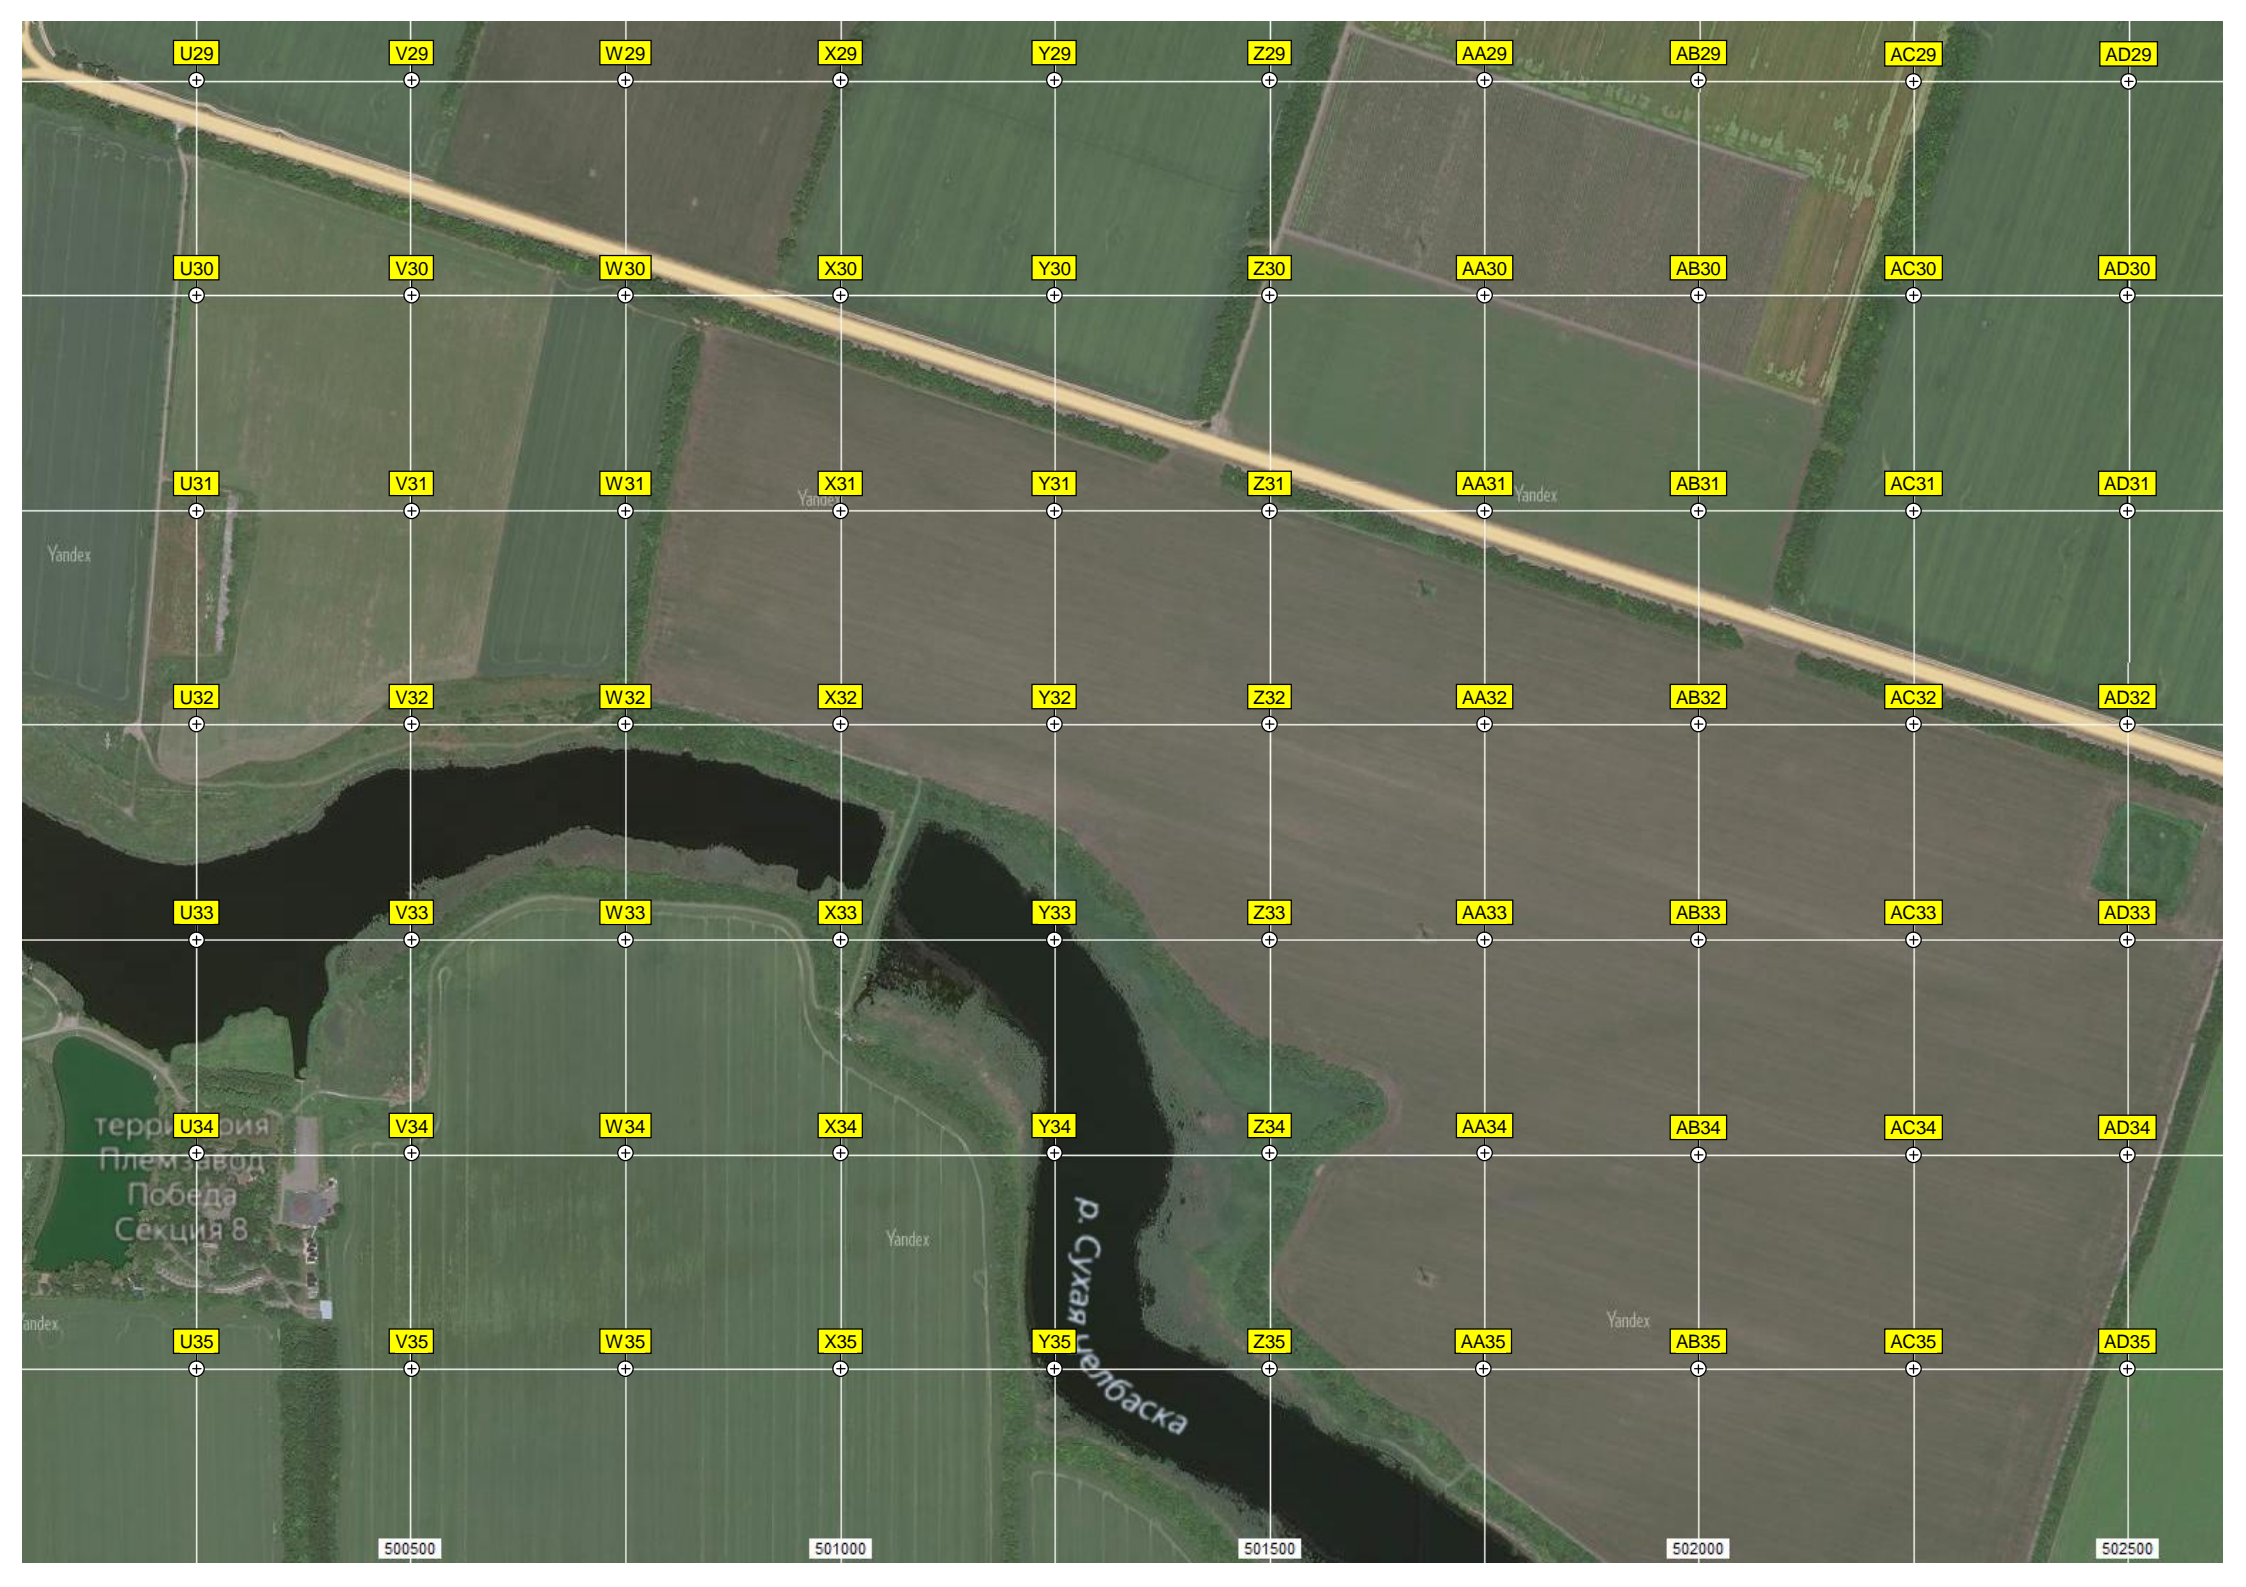 U29 V29 W29 X29 Y29 Z29 AA29 AB29 AC29 AD29
U30 V30 W30 X30 Y30 Z30 AA30 AB30 AC30 AD30
U31 V31 W31 X31 Y31 Z31 AA31 AB31 AC31 AD31
Yandex Yandex
Yandex
U32 V32 W32 X32 Y32 Z32 AA32 AB32 AC32 AD32
U33 V33 W33 X33 Y33 Z33 AA33 AB33 AC33 AD33
U34 V34 W34 X34 Y34 Z34 AA34 AB34 AC34 AD34
территория
Племзавод
Победа
Секция 8
Yandex
р. Сухая Челбаска
Yandex
andex
U35 V35 W35 X35 Y35 Z35 AA35 AB35 AC35 AD35
500500 501000 501500 502000 502500